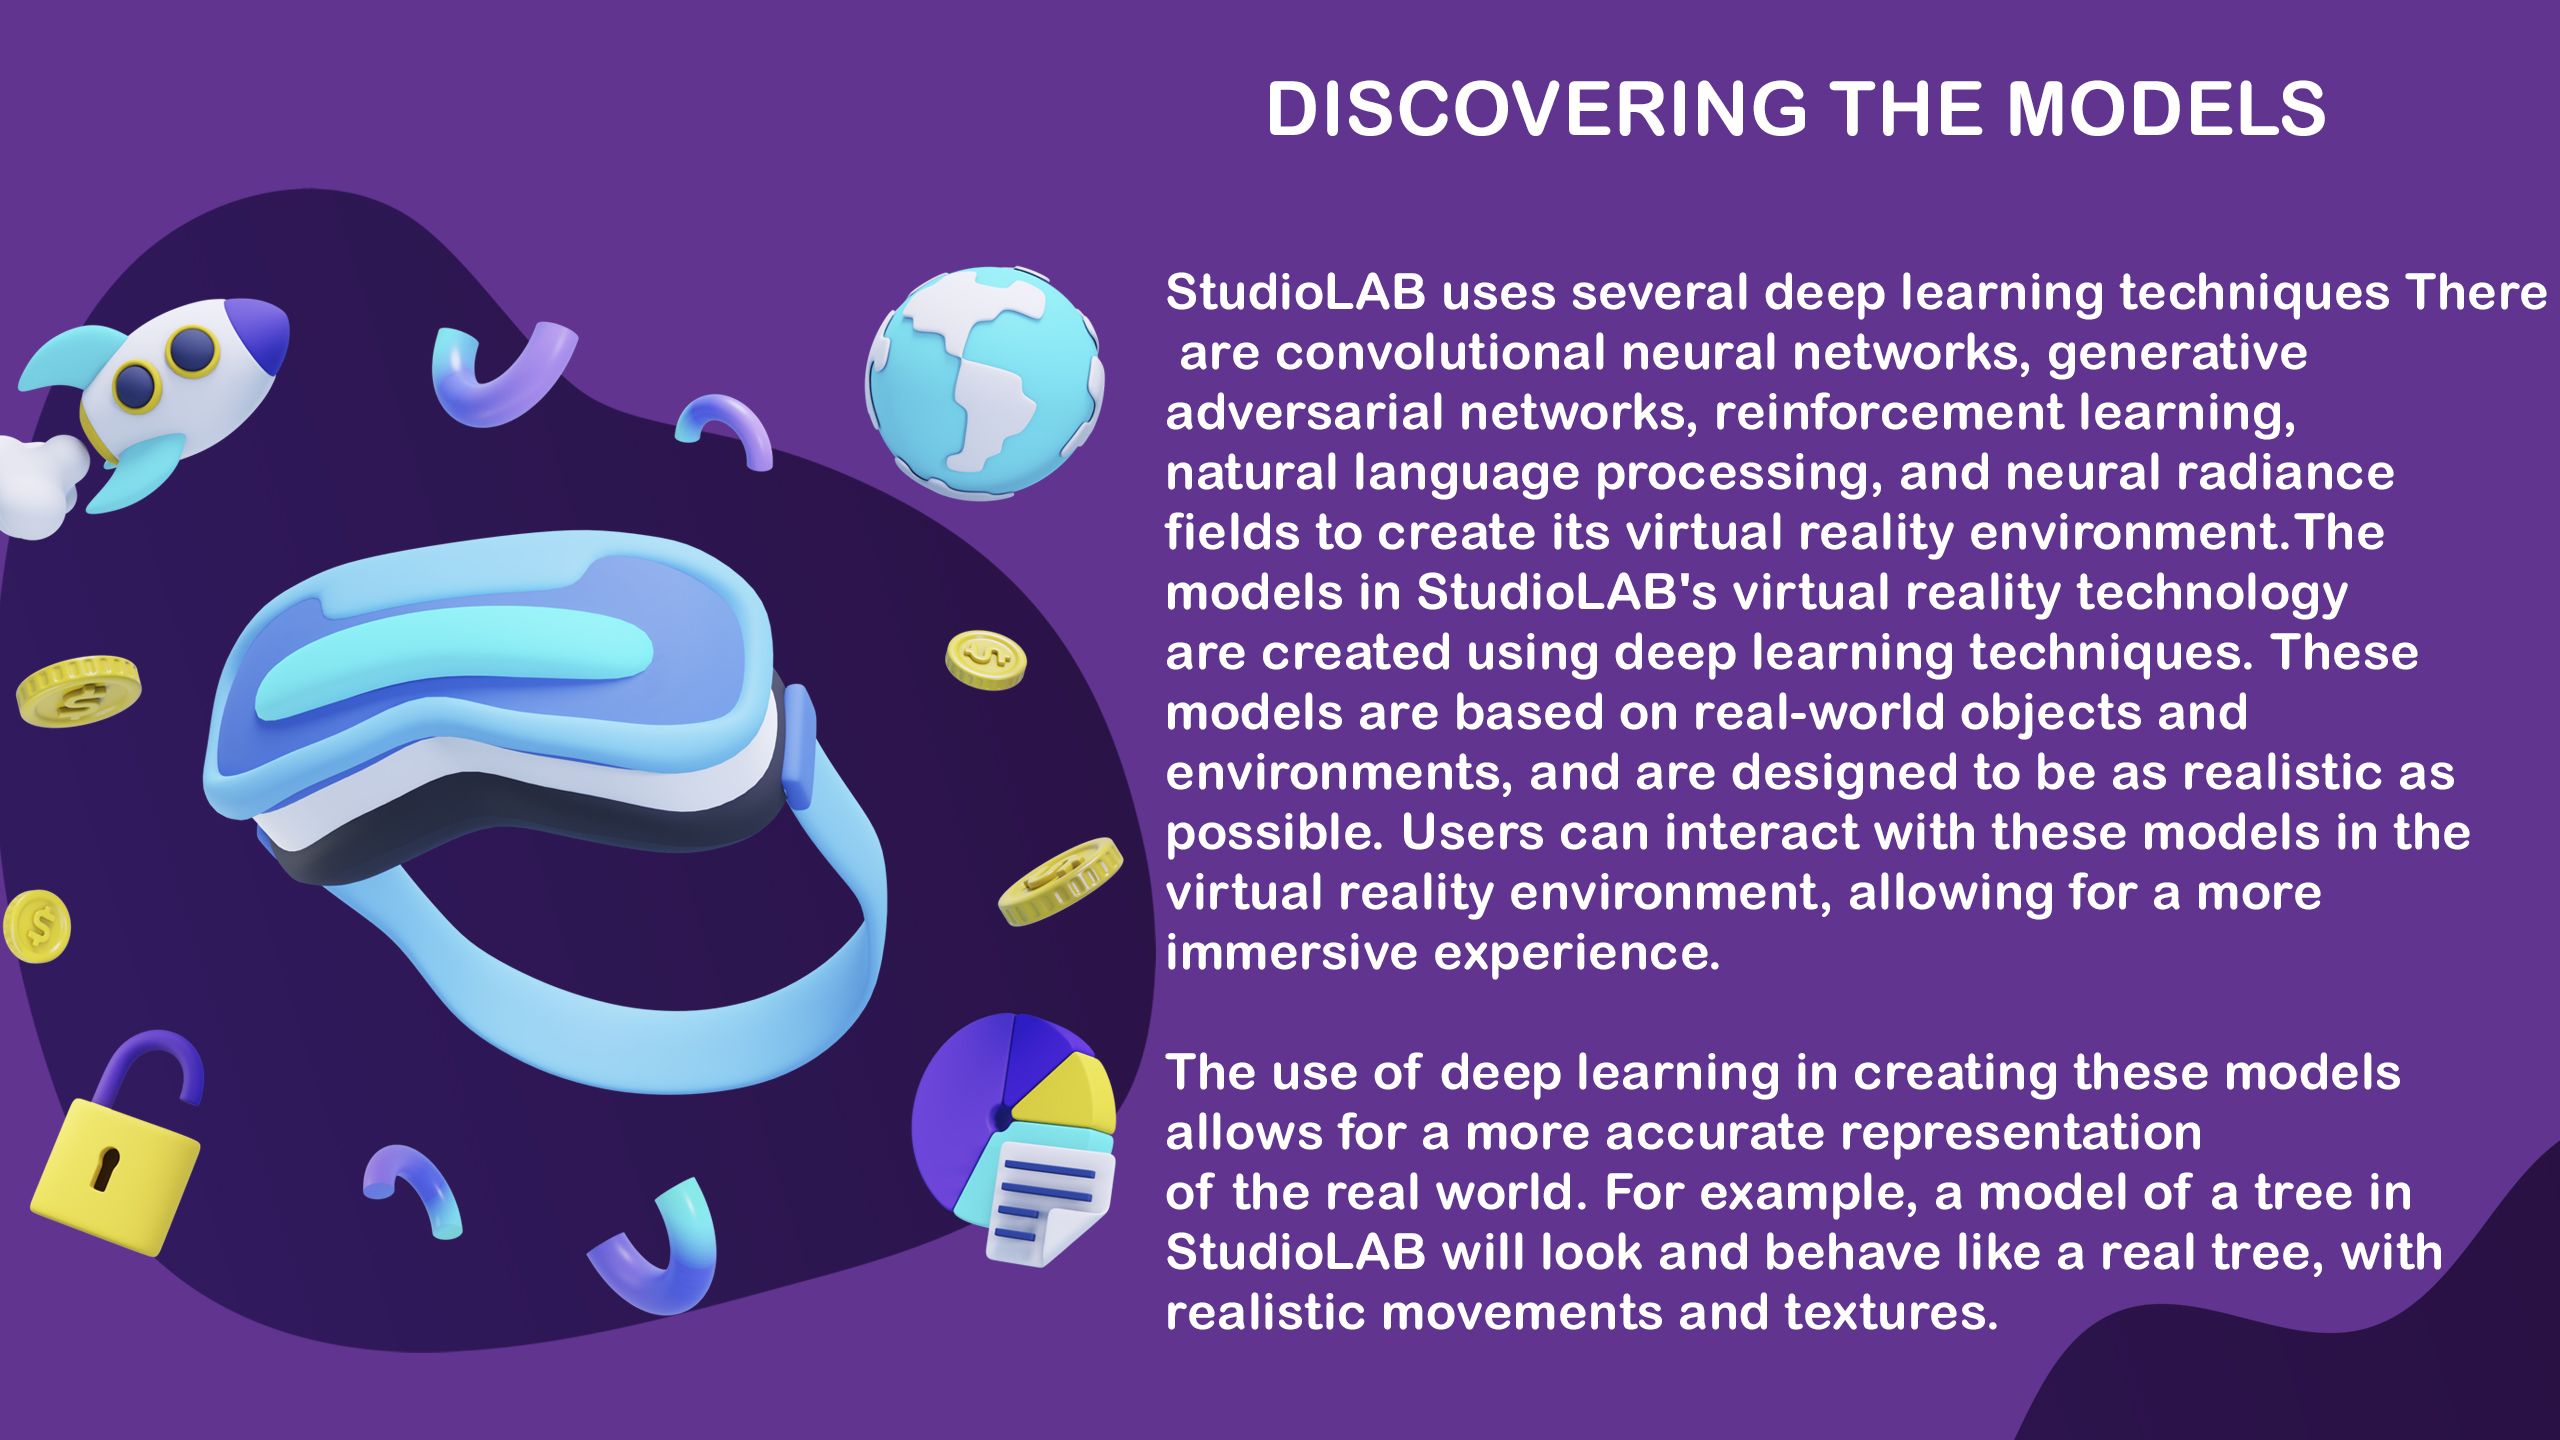 DISCOVERING THE MODELS
StudioLAB uses several deep learning techniques There
are convolutional neural networks, generative
adversarial networks, reinforcement learning,
natural language processing, and neural radiance
fields to create its virtual reality environment.The
models in StudioLAB's virtual reality technology
are created using deep learning techniques. These
models are based on real-world objects and
environments, and are designed to be as realistic as
possible. Users can interact with these models in the
virtual reality environment, allowing for a more
immersive experience.
The use of deep learning in creating these models
allows for a more accurate representation
of the real world. For example, a model of a tree in
StudioLAB will look and behave like a real tree, with
realistic movements and textures.